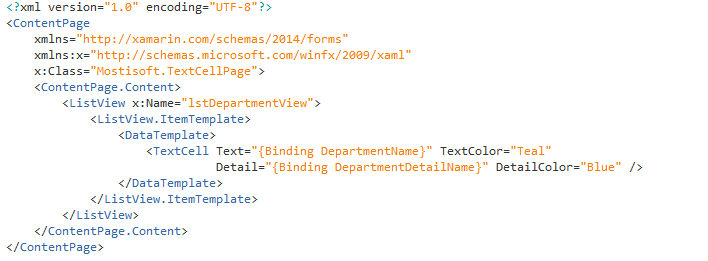 <?xml version="1.0" encoding="UTF-8"?>
<ContentPage
    xmlns="http://xamarin.com/schemas/2014/forms"
    xmlns:x="http://schemas.microsoft.com/winfx/2009/xaml"
    x:Class="Mostisoft.TextCellPage">
    <ContentPage.Content>
        <ListView x:Name="lstDepartmentView">
            <ListView.ItemTemplate>
                <DataTemplate>
                    <TextCell Text="{Binding DepartmentName}" TextColor="Teal"
                              Detail="{Binding DepartmentDetailName}" DetailColor="Blue" />
                </DataTemplate>
            </ListView.ItemTemplate>
        </ListView>
    </ContentPage.Content>
</ContentPage>